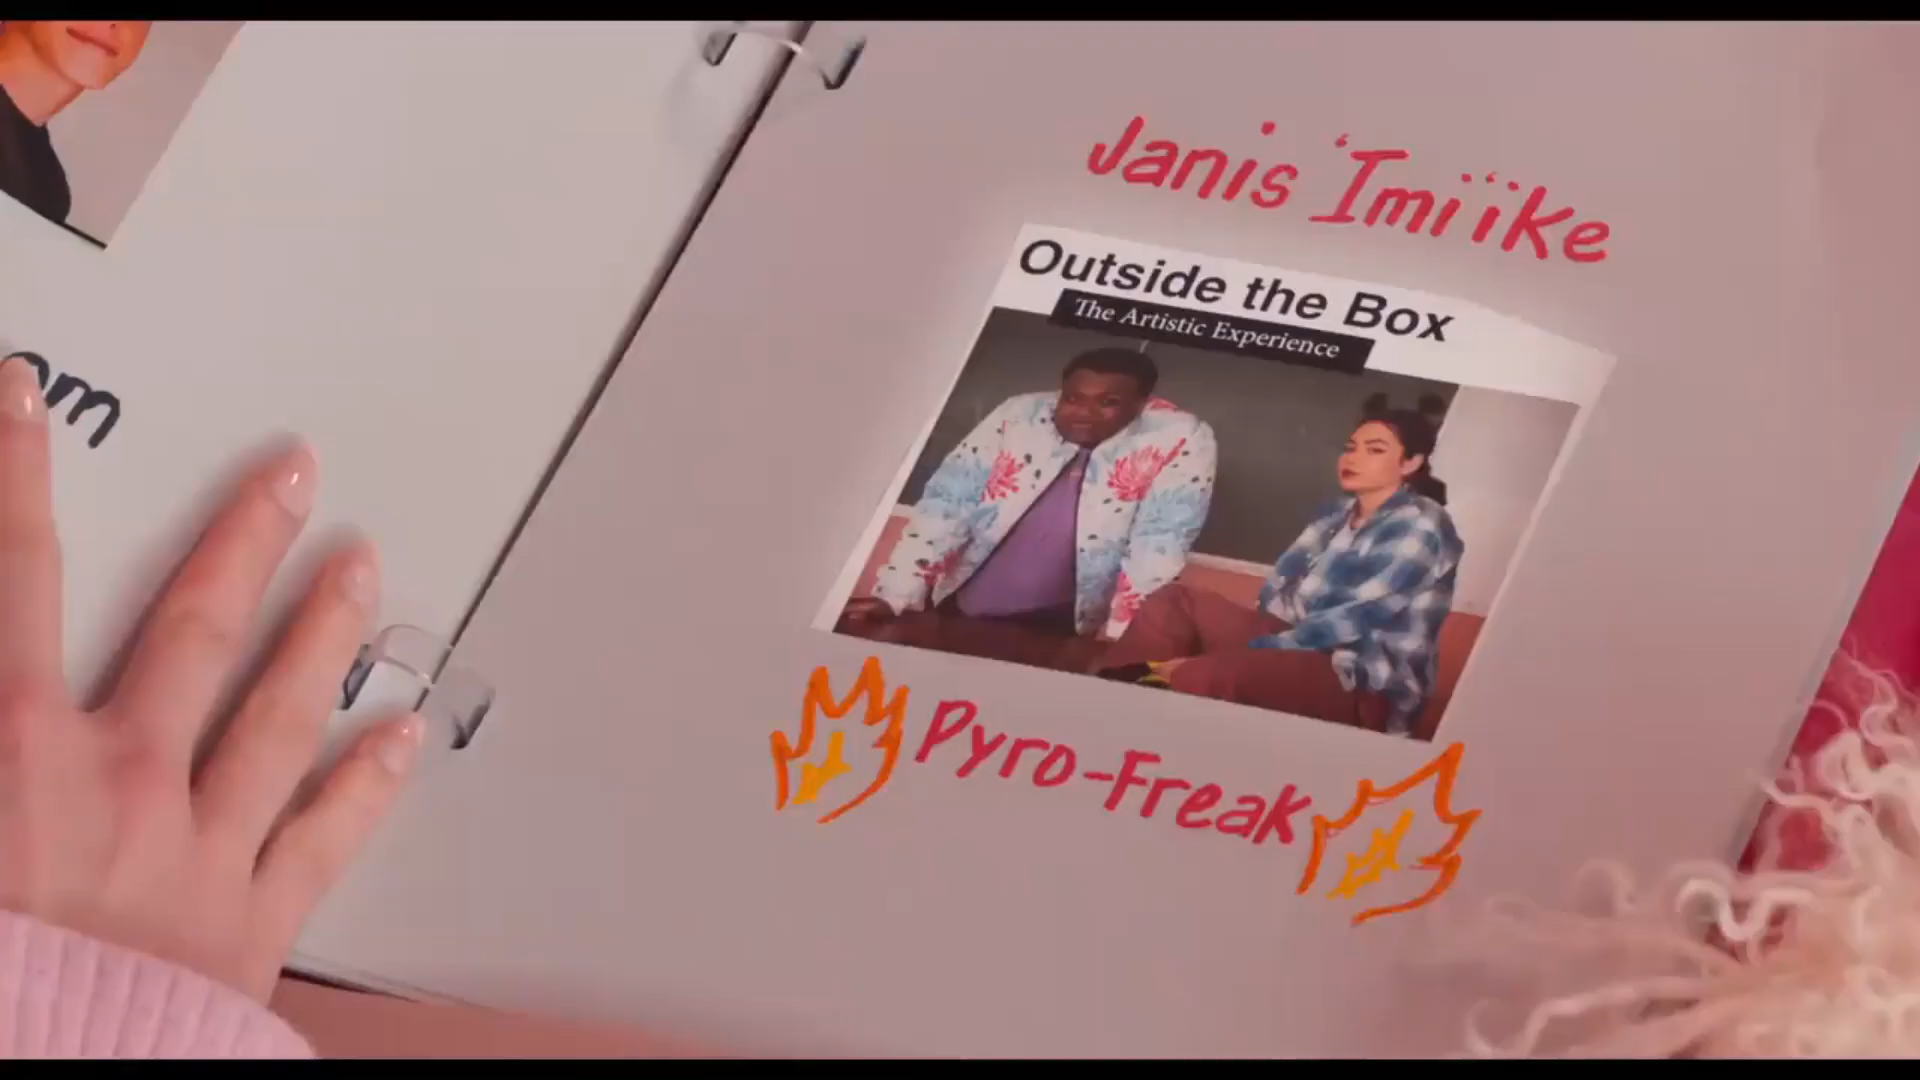 Janis ‘Imi‘ike
Outside the Box
The Artistic Experience
Pyro-Freak